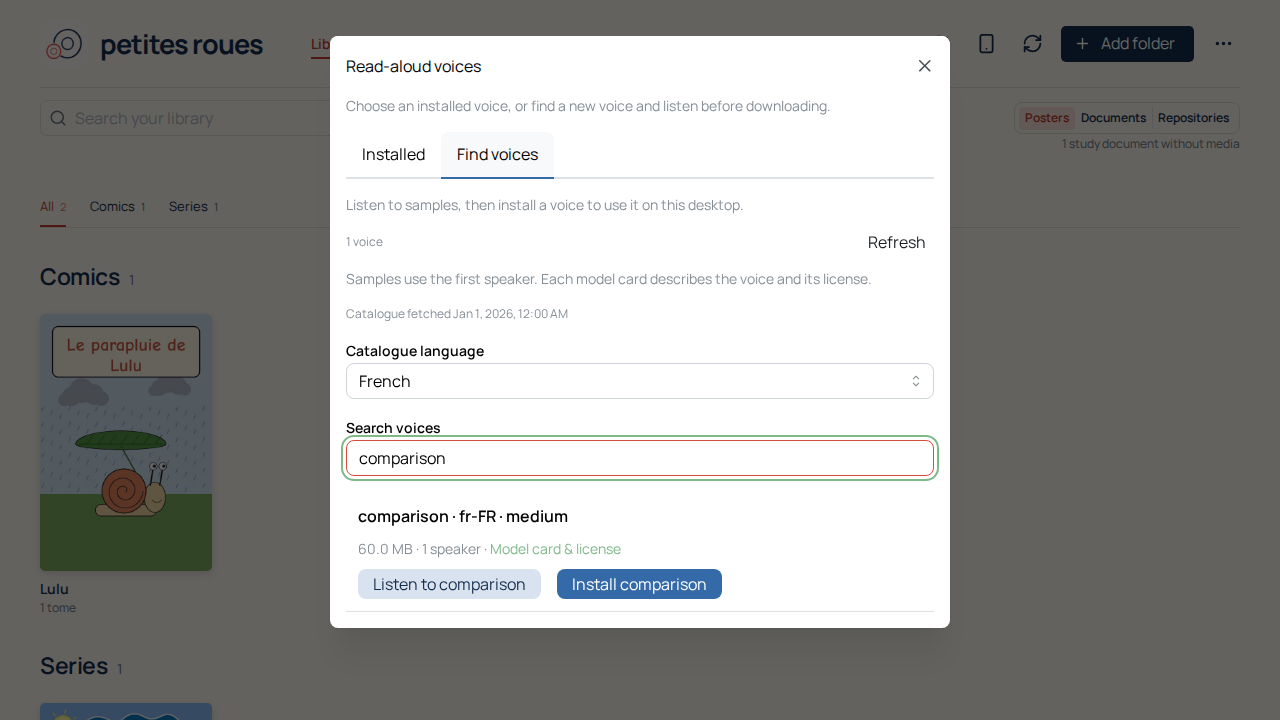 petites roues
Lib
Add folder
Search your library
Posters
Documents
Repositories
1 study document without media
All 2
Comics 1
Series 1
Comics 1
Le parapluie de
Lulu
Lulu
1 tome
Series 1
Read-aloud voices
Choose an installed voice, or find a new voice and listen before downloading.
Installed
Find voices
Listen to samples, then install a voice to use it on this desktop.
1 voice
Refresh
Samples use the first speaker. Each model card describes the voice and its license.
Catalogue fetched Jan 1, 2026, 12:00 AM
Catalogue language
French
Search voices
comparison
comparison · fr-FR · medium
60.0 MB · 1 speaker · Model card & license
Listen to comparison
Install comparison